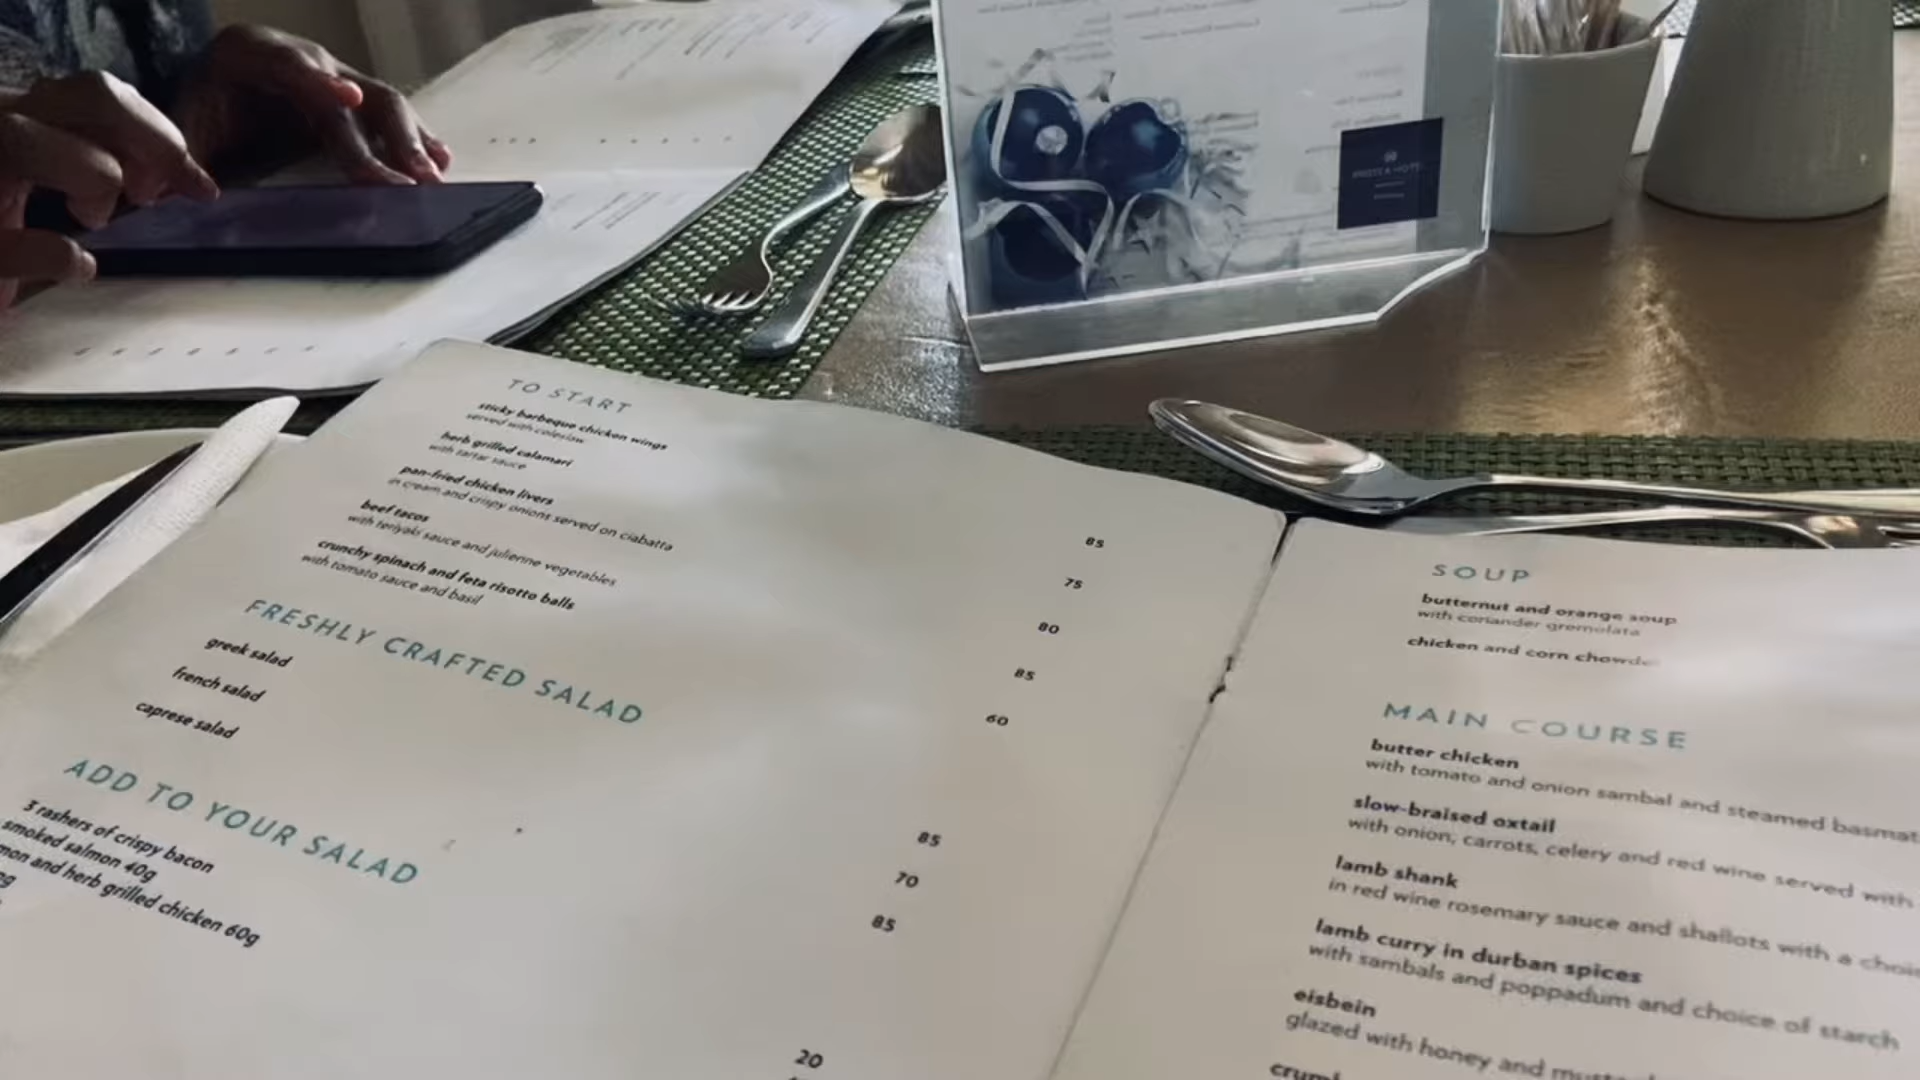 TO START
sticky barbeque chicken wings
served with coleslaw
85
herb grilled calamari
with tartar sauce
75
pan-fried chicken livers
in cream and crispy onions served on ciabatta
80
beef tacos
with teriyaki sauce and julienne vegetables
85
crunchy spinach and feta risotto balls
with tomato sauce and basil
60
FRESHLY CRAFTED SALAD
greek salad
85
french salad
70
caprese salad
85
ADD TO YOUR SALAD
3 rashers of crispy bacon
20
smoked salmon 40g
and herb grilled chicken 60g
SOUP
butternut and orange soup
with coriander gremolata
chicken and corn
MAIN COURSE
butter chicken
with tomato and onion sambal and steamed
slow-braised oxtail
with onion, carrots, celery and red wine served with
lamb shank
in red wine rosemary sauce and shallots with a
lamb curry in durban spices
with sambals and poppadum and choice of starch
eisbein
glazed with honey and